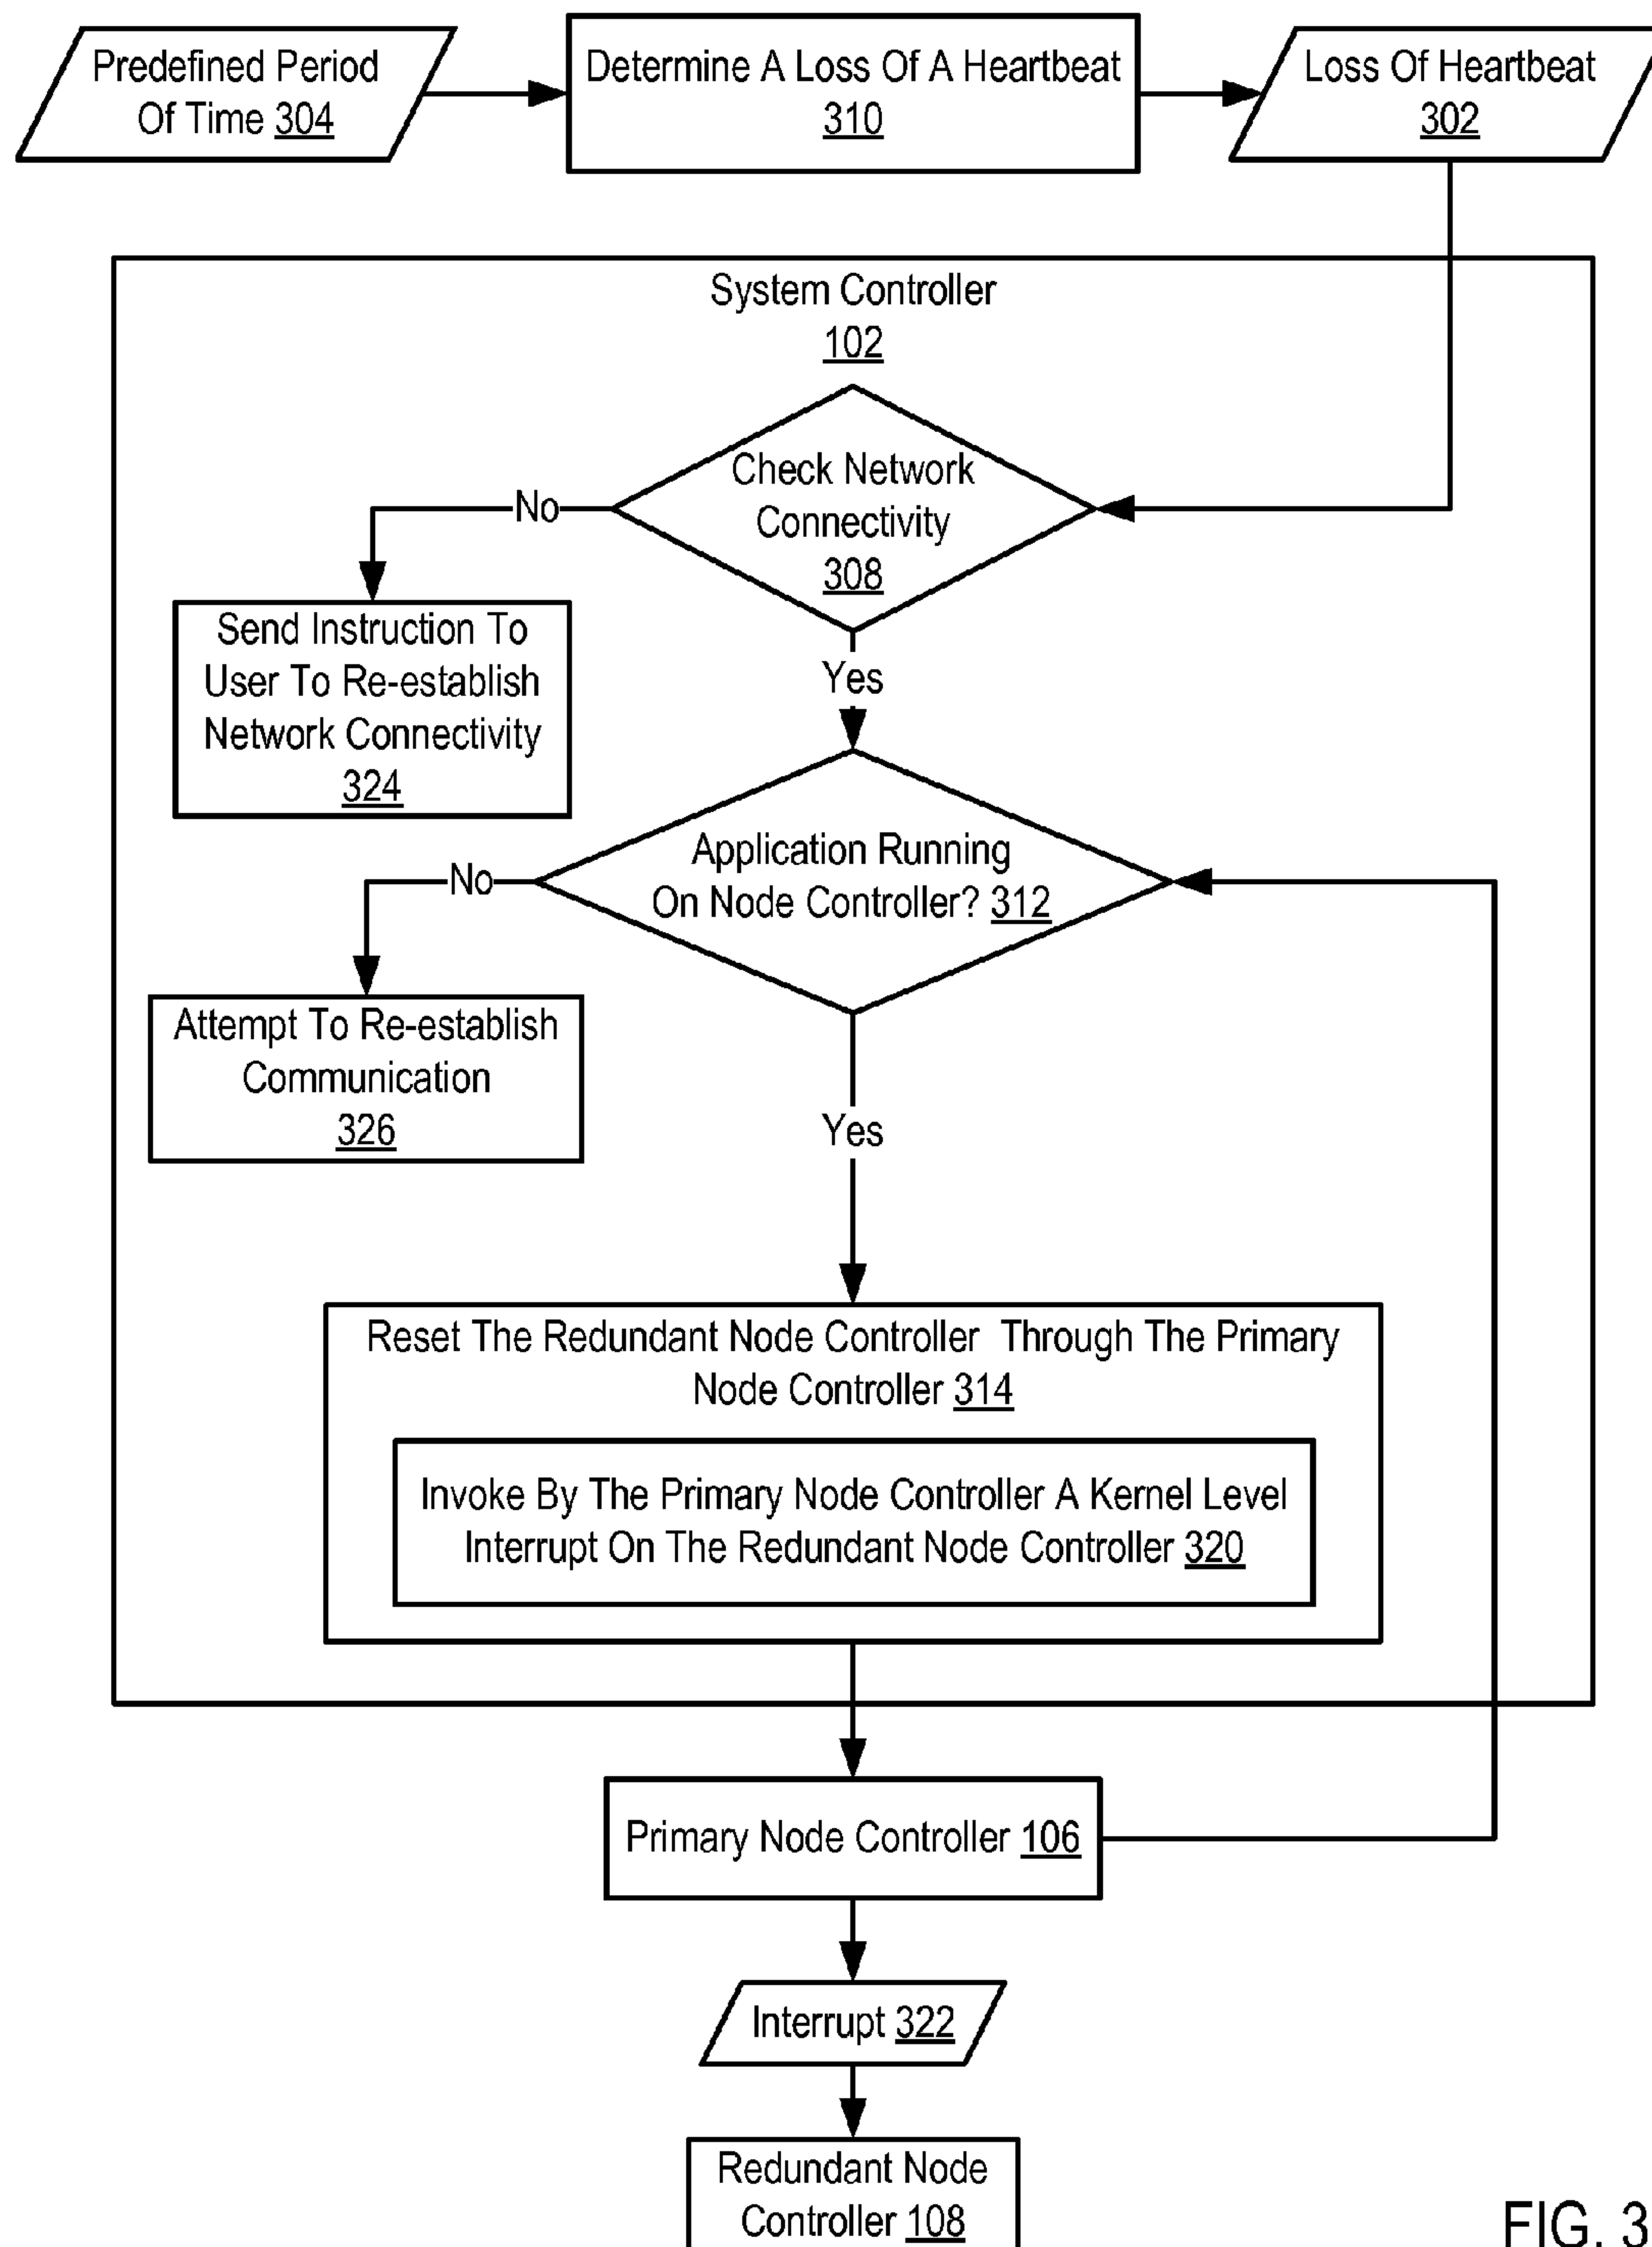 Predefined Period
Of Time 304
Determine A Loss Of A Heartbeat
310
Loss Of Heartbeat
302
System Controller
102
Check Network
Connectivity
308
No
Yes
Send Instruction To
User To Re-establish
Network Connectivity
324
Application Running
On Node Controller? 312
No
Attempt To Re-establish
Communication
326
Yes
Reset The Redundant Node Controller Through The Primary
Node Controller 314
Invoke By The Primary Node Controller A Kernel Level
Interrupt On The Redundant Node Controller 320
Primary Node Controller 106
Interrupt 322
Redundant Node
Controller 108
FIG. 3